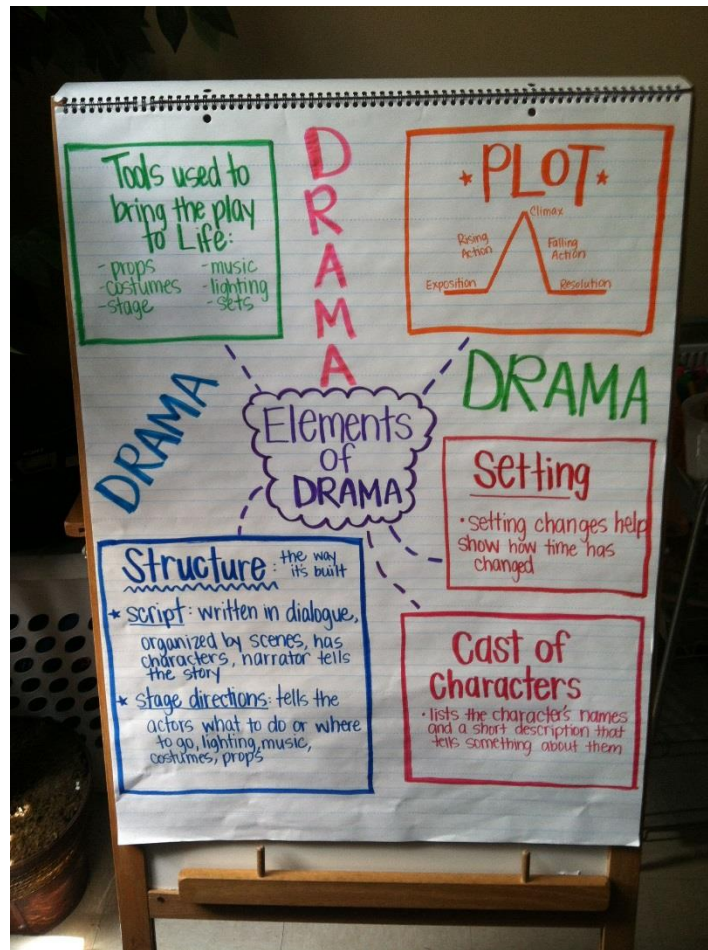 Tools used to
bring the play
to Life:
-props -music
-costumes -lighting
-stage -sets
DRAMA
*PLOT*
Climax
Rising
Action
Falling
Action
Exposition
Resolution
DRAMA
DRAMA
Elements
of
DRAMA
Setting
•setting changes help
show how time has
changed
Structure: the way
it's built
★ script: written in dialogue,
organized by scenes, has
characters, narrator tells
the story
★ stage directions: tells the
actors what to do or where
to go, lighting, music,
costumes, props
Cast of
Characters
•lists the character's names
and a short description that
tells something about them